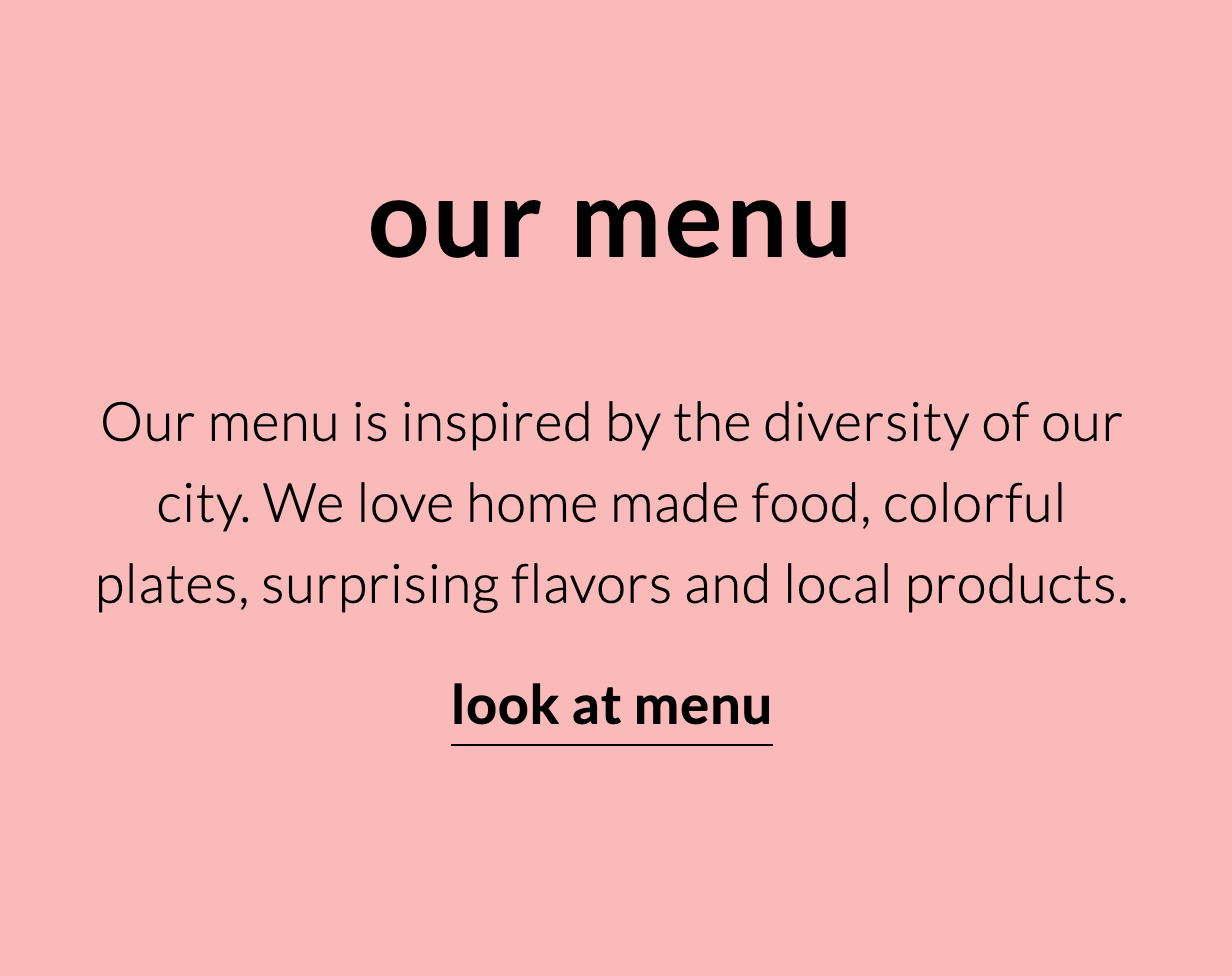 our menu
Our menu is inspired by the diversity of our
city. We love home made food, colorful
plates, surprising flavors and local products.
look at menu